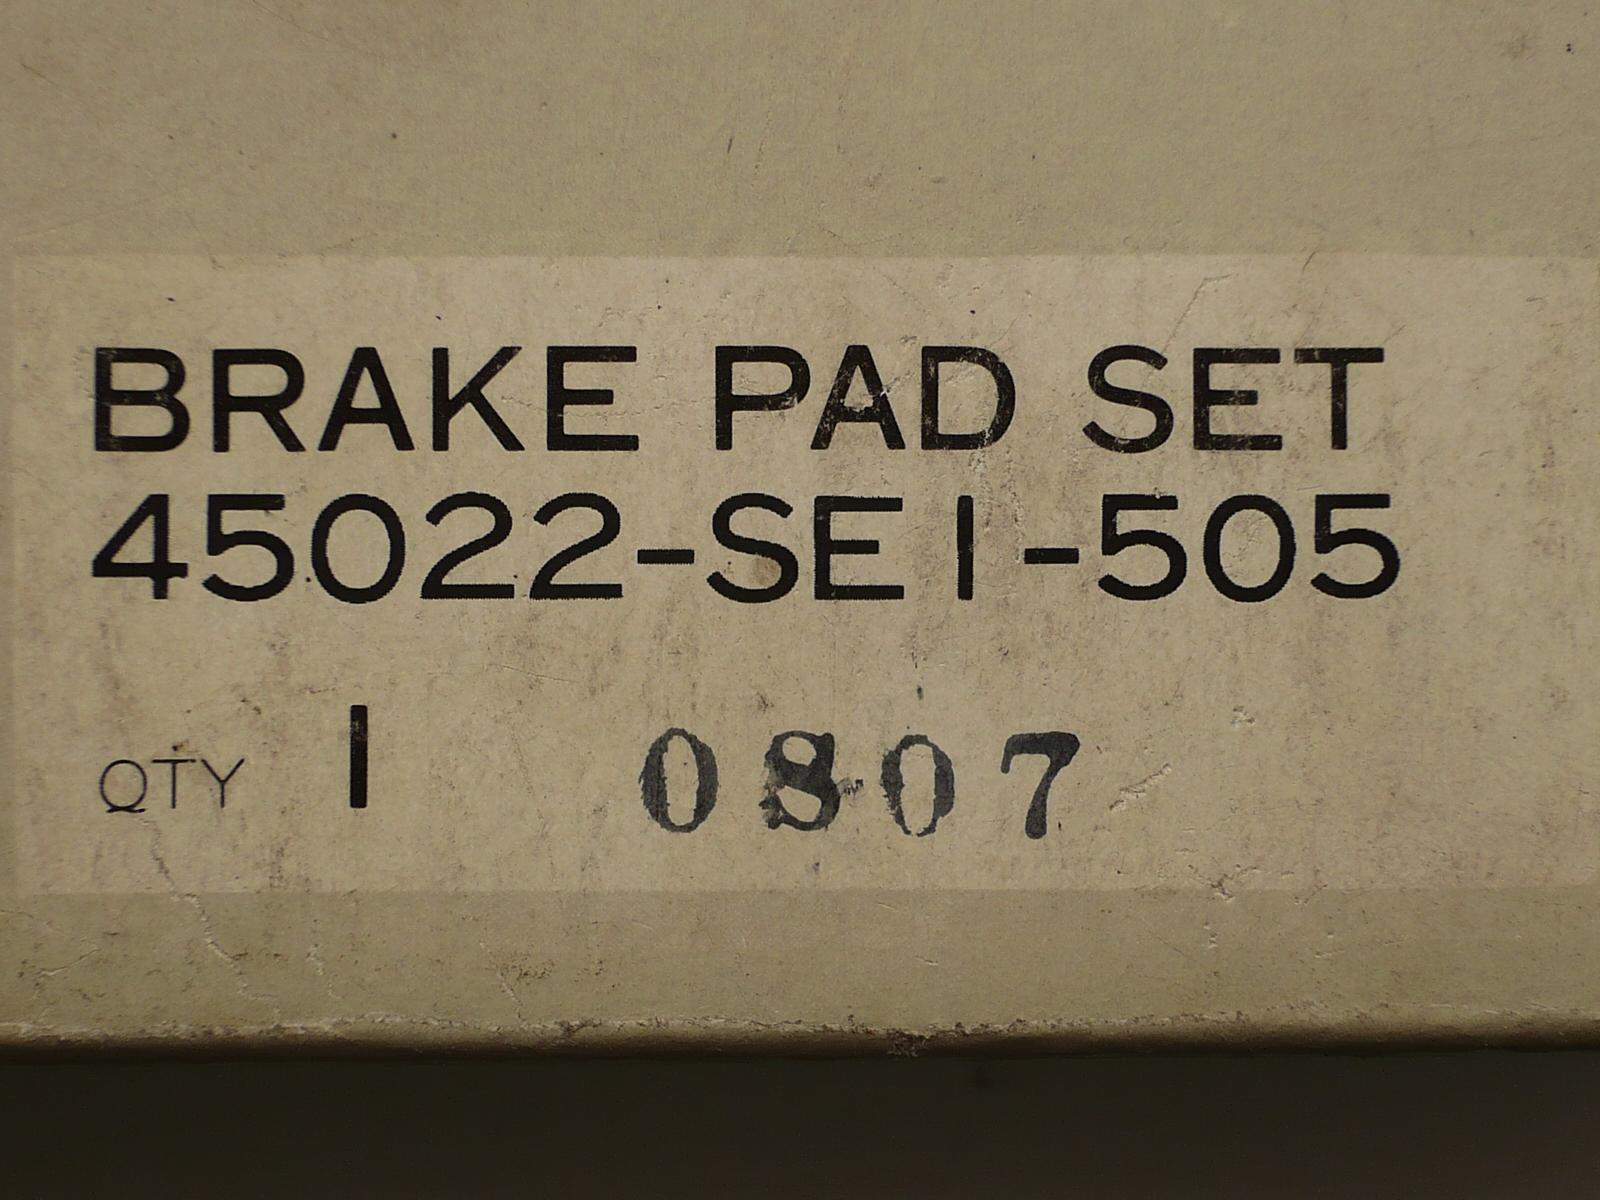 BRAKE PAD SET
45022-SE1-505
QTY 1 0807